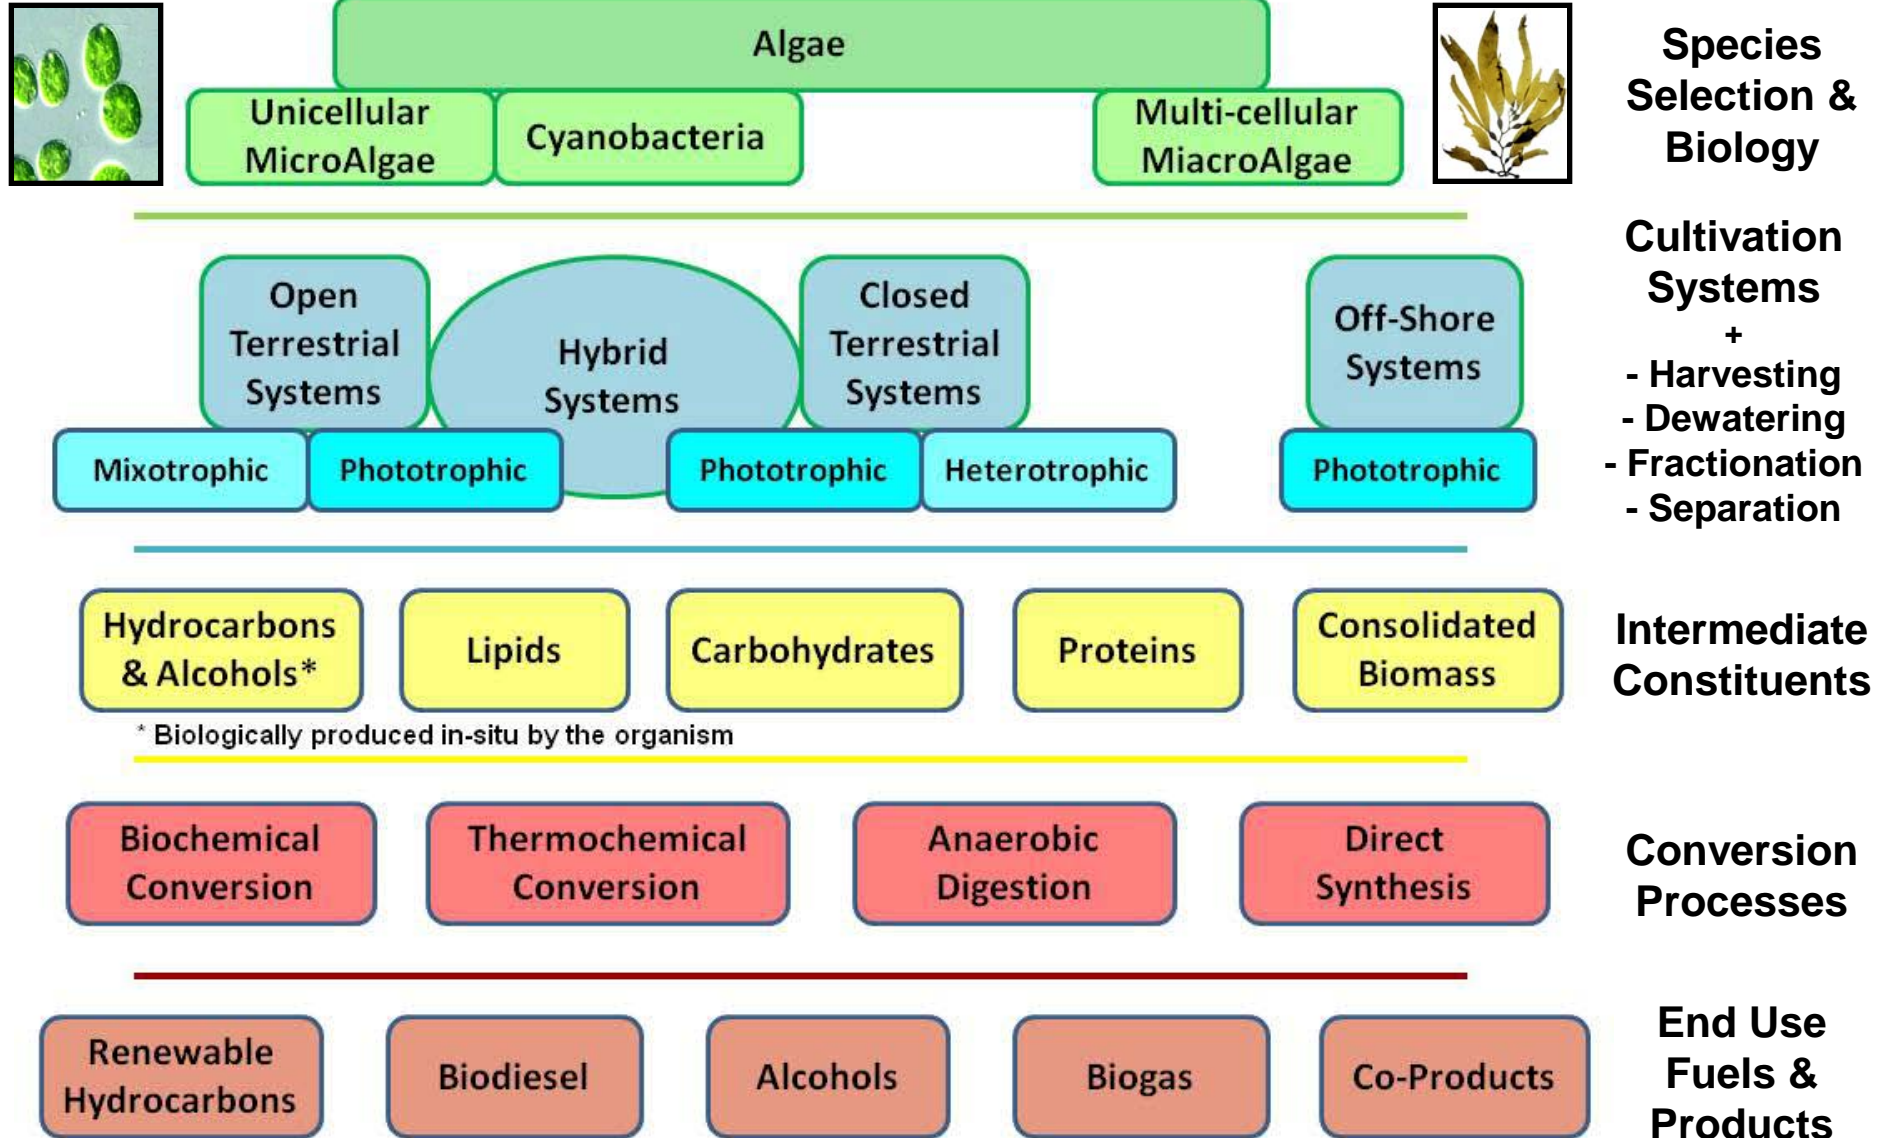 Algae
Unicellular
MicroAlgae
Cyanobacteria
Multi-cellular
MiacroAlgae
Species
Selection &
Biology
Open
Terrestrial
Systems
Hybrid
Systems
Closed
Terrestrial
Systems
Off-Shore
Systems
Mixotrophic
Phototrophic
Phototrophic
Heterotrophic
Phototrophic
Cultivation
Systems
+
- Harvesting
- Dewatering
- Fractionation
- Separation
Hydrocarbons
& Alcohols*
Lipids
Carbohydrates
Proteins
Consolidated
Biomass
* Biologically produced in-situ by the organism
Intermediate
Constituents
Biochemical
Conversion
Thermochemical
Conversion
Anaerobic
Digestion
Direct
Synthesis
Conversion
Processes
Renewable
Hydrocarbons
Biodiesel
Alcohols
Biogas
Co-Products
End Use
Fuels &
Products